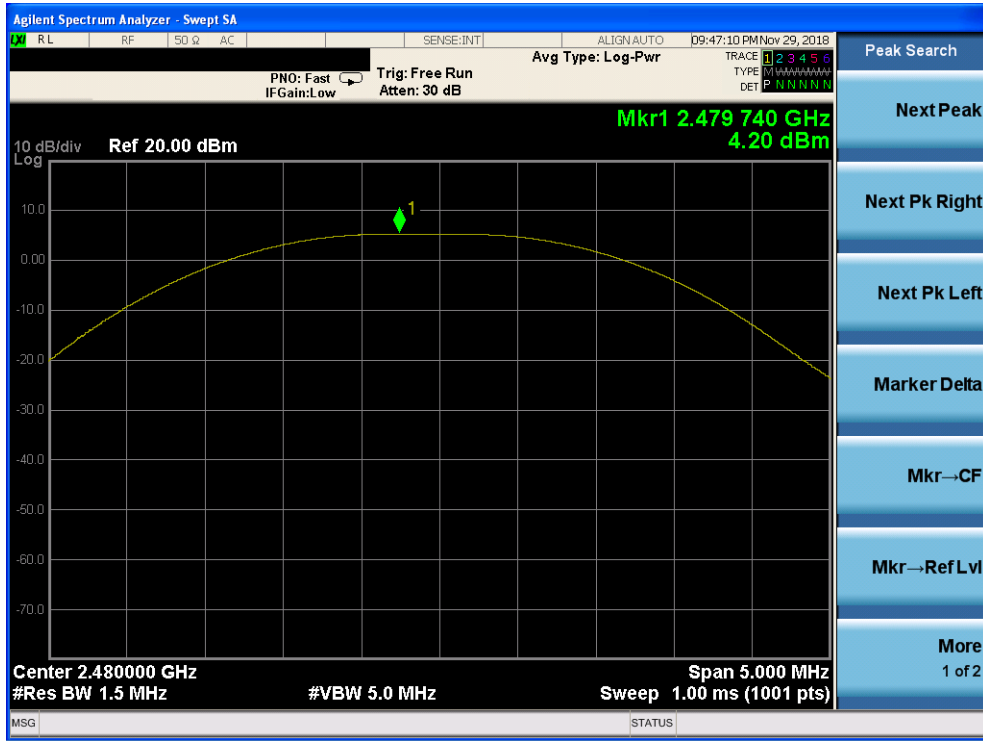 Agilent Spectrum Analyzer - Swept SA
LXI RL RF 50 Ω AC SENSE:INT ALIGNAUTO 09:47:10 PM Nov 29, 2018
Avg Type: Log-Pwr TRACE 1 2 3 4 5 6
PNO: Fast Trig: Free Run TYPE M
IFGain:Low Atten: 30 dB DET P N N N N N
Mkr1 2.479 740 GHz
4.20 dBm
10 dB/div Ref 20.00 dBm
Log
1
10.0
0.00
-10.0
-20.0
-30.0
-40.0
-50.0
-60.0
-70.0
Center 2.480000 GHz Span 5.000 MHz
#Res BW 1.5 MHz #VBW 5.0 MHz Sweep 1.00 ms (1001 pts)
MSG STATUS
Peak Search
Next Peak
Next Pk Right
Next Pk Left
Marker Delta
Mkr→CF
Mkr→Ref Lvl
More
1 of 2